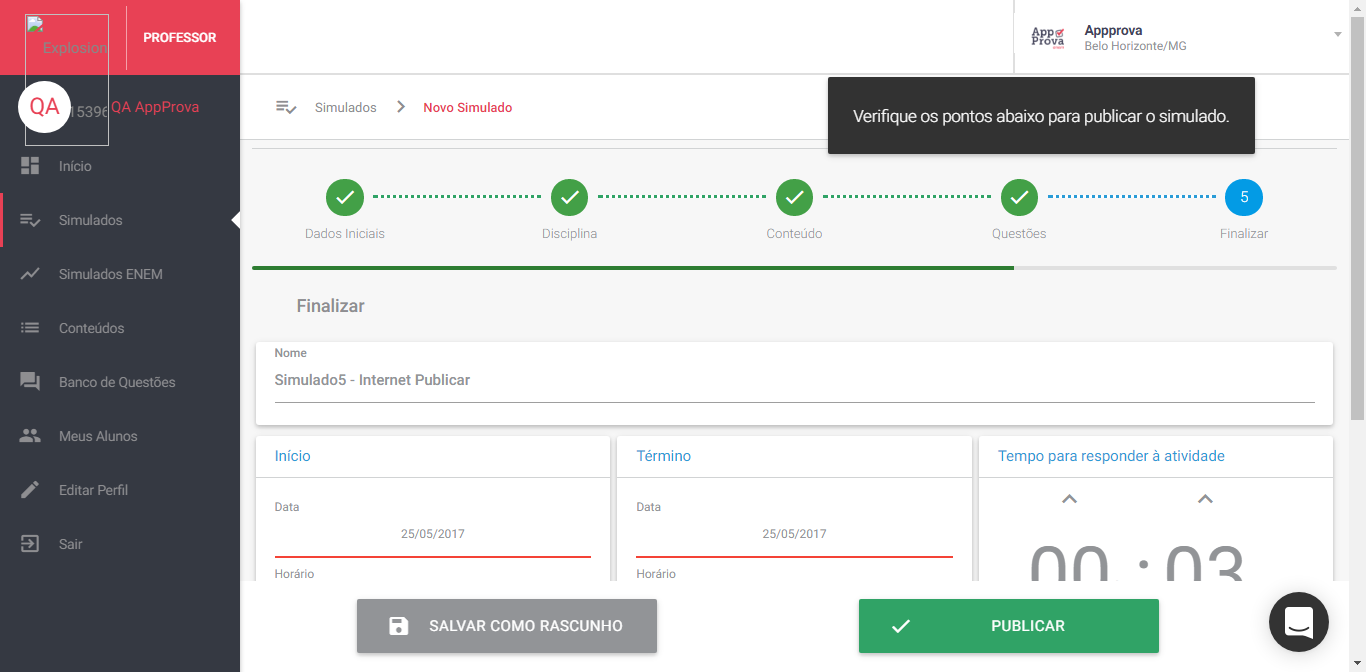 Explosion
PROFESSOR
QA
15396
QA AppProva
Início
Simulados
Simulados ENEM
Conteúdos
Banco de Questões
Meus Alunos
Editar Perfil
Sair
App
Prova
Appprova
Belo Horizonte/MG
Simulados
Novo Simulado
Verifique os pontos abaixo para publicar o simulado.
5
Dados Iniciais
Disciplina
Conteúdo
Questões
Finalizar
Finalizar
Nome
Simulado5 - Internet Publicar
Início
Término
Tempo para responder à atividade
Data
25/05/2017
Horário
Data
25/05/2017
Horário
00 : 03
SALVAR COMO RASCUNHO
PUBLICAR